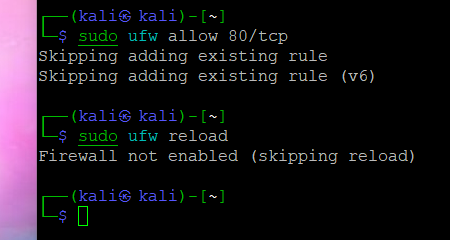 ┌──(kali㉿ kali)-[~]
└─$ sudo ufw allow 80/tcp
Skipping adding existing rule
Skipping adding existing rule (v6)
┌──(kali㉿ kali)-[~]
└─$ sudo ufw reload
Firewall not enabled (skipping reload)
┌──(kali㉿ kali)-[~]
└─$